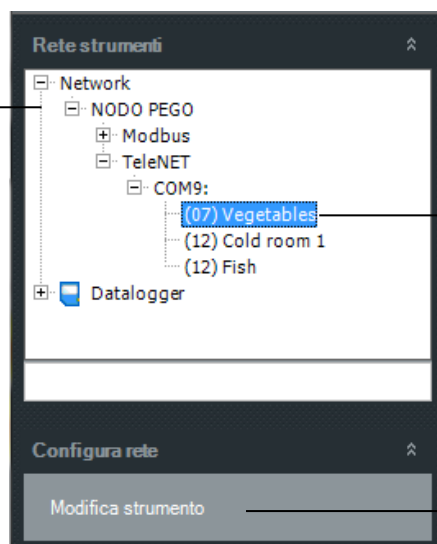 Rete strumenti
Network
NODO PEGO
Modbus
TeleNET
COM9:
(07) Vegetables
(12) Cold room 1
(12) Fish
Datalogger
Configura rete
Modifica strumento